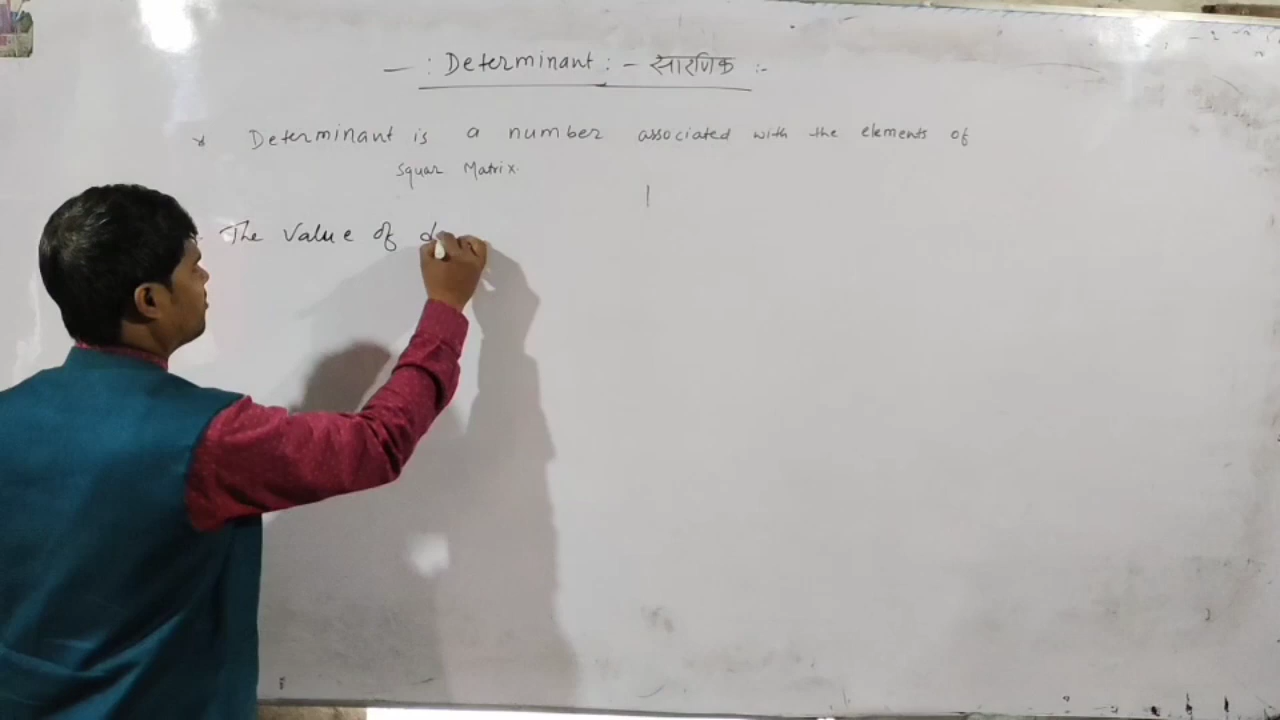 — : Determinant : - सारणिक :-
* Determinant is a number associated with the elements of
Squar Matrix.
The Value of d